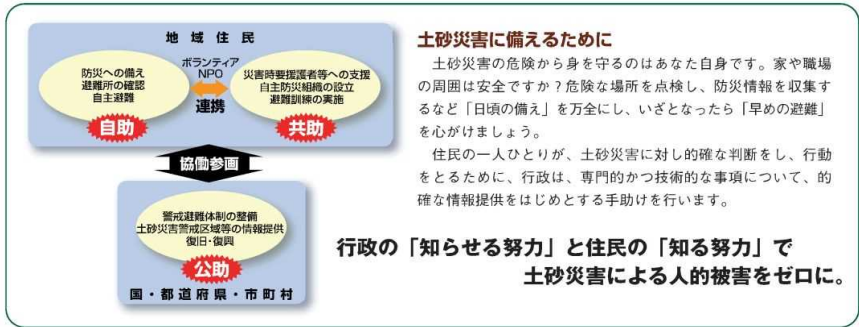 地域住民
ボランティア
NPO
防災への備え
避難所の確認
自主避難
連携
災害時要援護者等への支援
自主防災組織の設立
避難訓練の実施
自助
共助
協働参画
警戒避難体制の整備
土砂災害警戒区域等の情報提供
復旧・復興
公助
国・都道府県・市町村
土砂災害に備えるために
土砂災害の危険から身を守るのはあなた自身です。家や職場
の周囲は安全ですか？危険な場所を点検し、防災情報を収集す
るなど「日頃の備え」を万全にし、いざとなったら「早めの避難」
を心がけましょう。
住民の一人ひとりが、土砂災害に対し的確な判断をし、行動
をとるために、行政は、専門的かつ技術的な事項について、的
確な情報提供をはじめとする手助けを行います。
行政の「知らせる努力」と住民の「知る努力」で
土砂災害による人的被害をゼロに。